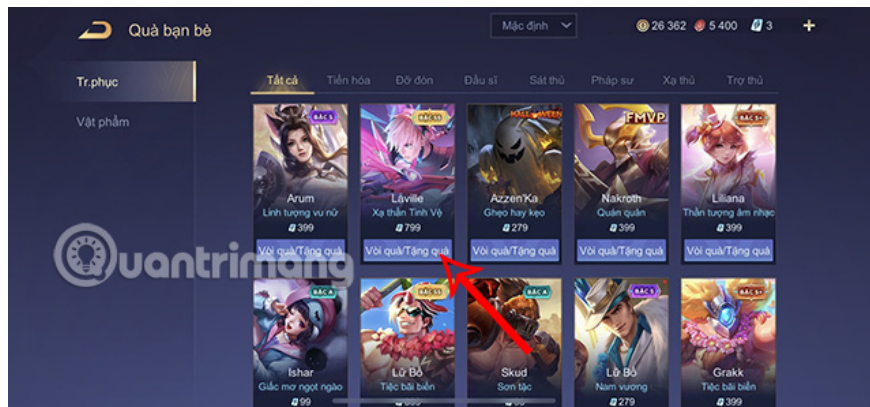 Quà bạn bè
Mặc định
26 362 5 400 3 +
Tr.phục
Vật phẩm
Tất cả Tiến hóa Đỡ đòn Đấu sĩ Sát thủ Pháp sư Xạ thủ Trợ thủ
BẬC S BẬC SS HALLOWEEN FMVP BẬC S+
Arum Laville Azzen'Ka Nakroth Liliana
Linh tượng vu nữ Xạ thần Tinh Vệ Ghẹo hay kẹo Quán quân Thần tượng âm nhạc
399 799 279 399 399
Vòi quà/Tặng quà Vòi quà/Tặng quà Vòi quà/Tặng quà Vòi quà/Tặng quà Vòi quà/Tặng quà
Quantrimang
BẬC A BẬC SS BẬC A BẬC S BẬC S+
Ishar Lữ Bố Skud Lữ Bố Grakk
Giấc mơ ngọt ngào Tiệc bãi biển Sơn tặc Nam vương Tiệc bãi biển
99 279 399